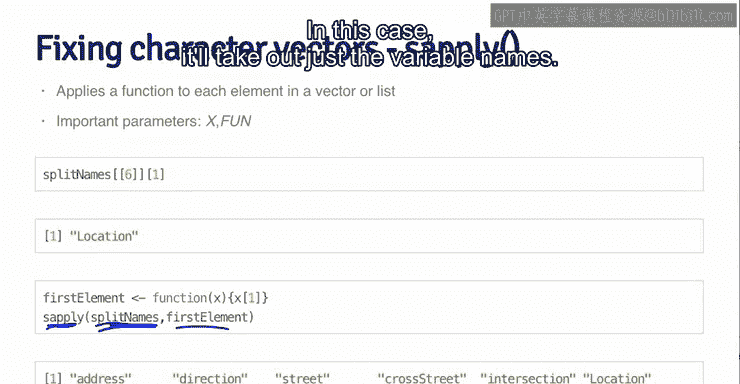 GPT中英字幕课程资源@bilibili.com
Fixing character vectors - sapply()
In this case,
it'll take out just the variable names.
· Applies a function to each element in a vector or list
· Important parameters: X,FUN
splitNames[[6]][1]
[1] "Location"
firstElement <- function(x){x[1]}
sapply(splitNames,firstElement)
[1] "address" "direction" "street" "crossStreet" "intersection" "Location"